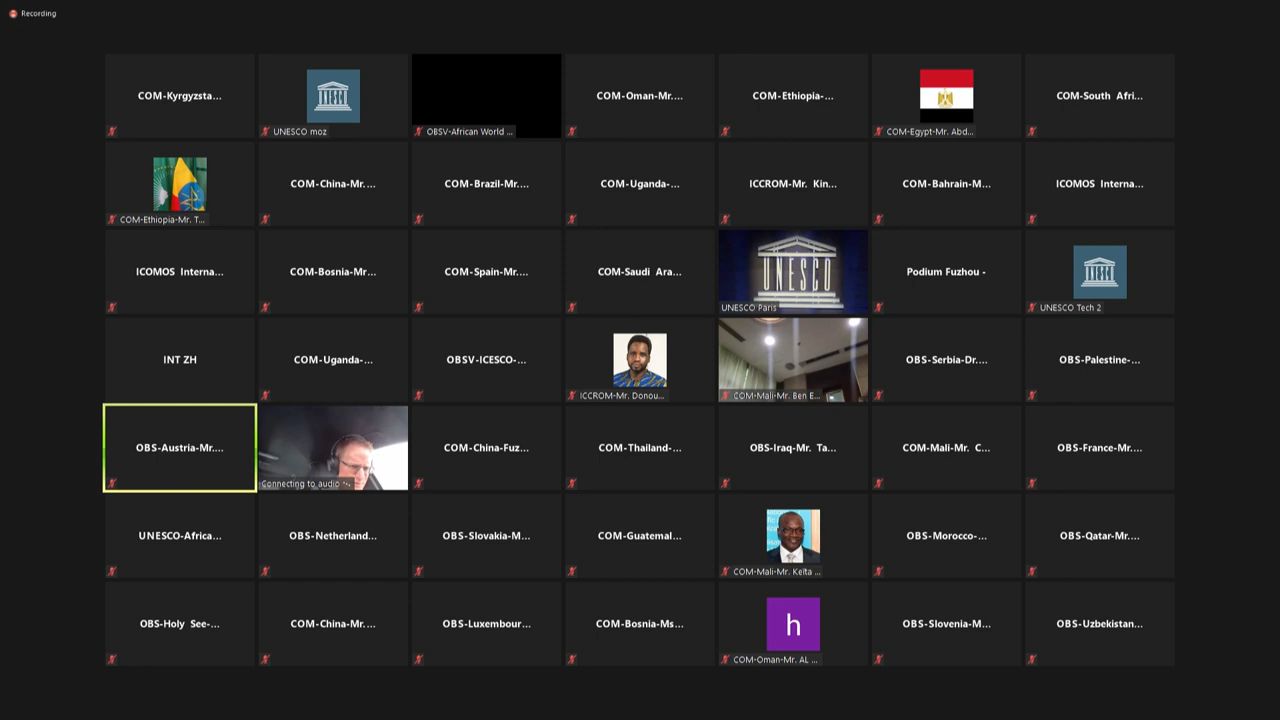 Recording
COM-Kyrgyzsta...
UNESCO moz
OBSV-African World ...
COM-Oman-Mr....
COM-Ethiopia-...
COM-Egypt-Mr. Abd...
COM-South Afri...
COM-Ethiopia-Mr. T...
COM-China-Mr....
COM-Brazil-Mr....
COM-Uganda-...
ICCROM-Mr. Kin...
COM-Bahrain-M...
ICOMOS Interna...
ICOMOS Interna...
COM-Bosnia-Mr...
COM-Spain-Mr....
COM-Saudi Ara...
UNESCO
UNESCO Paris
Podium Fuzhou -
UNESCO Tech 2
INT ZH
COM-Uganda-...
OBSV-ICESCO-...
ICCROM-Mr. Donou...
COM-Mali-Mr. Ben E...
OBS-Serbia-Dr....
OBS-Palestine-...
OBS-Austria-Mr....
Connecting to audio
COM-China-Fuz...
COM-Thailand-...
OBS-Iraq-Mr. Ta...
COM-Mali-Mr. C...
OBS-France-Mr....
UNESCO-Africa...
OBS-Netherland...
OBS-Slovakia-M...
COM-Guatemal...
COM-Mali-Mr. Keïta ...
OBS-Morocco-...
OBS-Qatar-Mr....
OBS-Holy See-...
COM-China-Mr....
OBS-Luxembour...
COM-Bosnia-Ms...
h
COM-Oman-Mr. AL ...
OBS-Slovenia-M...
OBS-Uzbekistan...